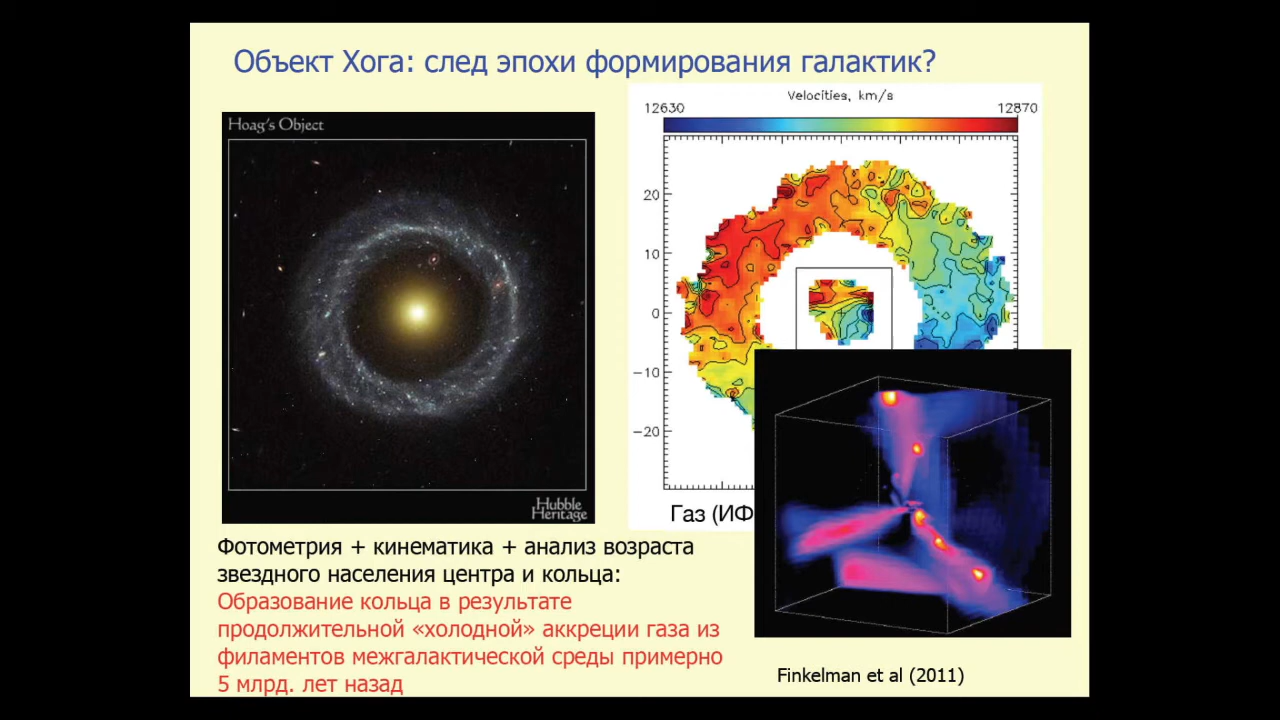 Объект Хога: след эпохи формирования галактик?
Hoag's Object
Velocities, km/s
12630
12870
20
10
0
−10
−20
Hubble
Heritage
Газ (ИФ
Фотометрия + кинематика + анализ возраста
звездного населения центра и кольца:
Образование кольца в результате
продолжительной «холодной» аккреции газа из
филаментов межгалактической среды примерно
5 млрд. лет назад
Finkelman et al (2011)